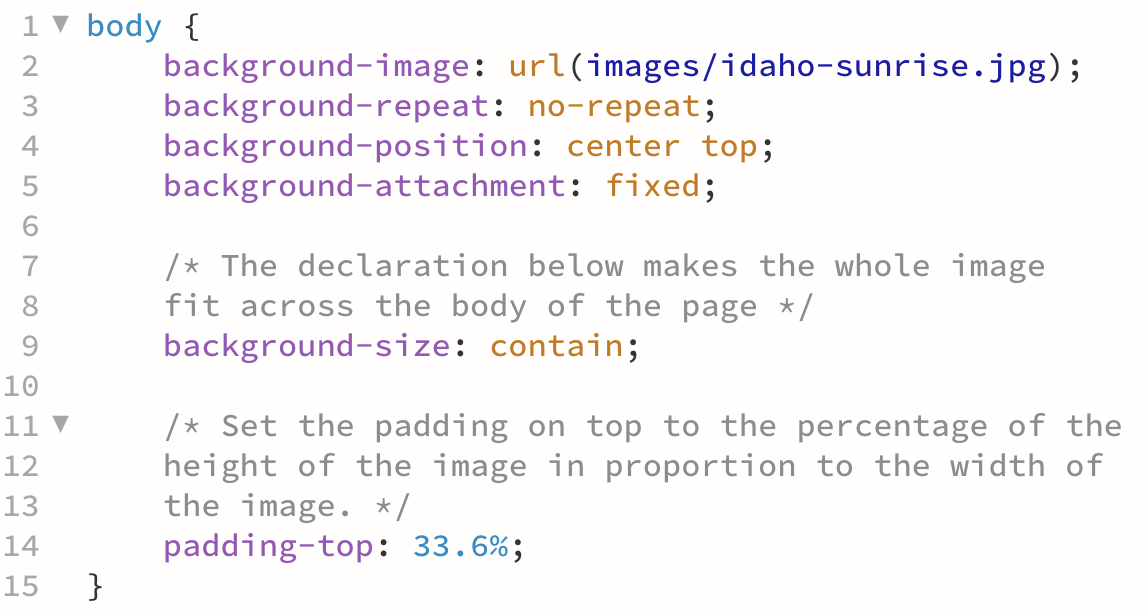 1 ▼ body {
2 background-image: url(images/idaho-sunrise.jpg);
3 background-repeat: no-repeat;
4 background-position: center top;
5 background-attachment: fixed;
6
7 /* The declaration below makes the whole image
8 fit across the body of the page */
9 background-size: contain;
10
11 ▼ /* Set the padding on top to the percentage of the
12 height of the image in proportion to the width of
13 the image. */
14 padding-top: 33.6%;
15 }